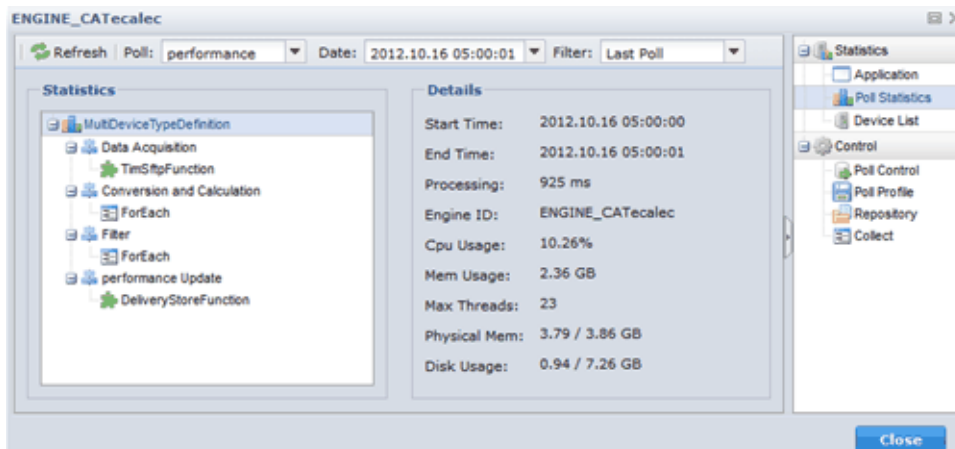 ENGINE_CATecalec
Refresh Poll: performance Date: 2012.10.16 05:00:01 Filter: Last Poll
Statistics
MultiDeviceTypeDefinition
Data Acquisition
TimSftpFunction
Conversion and Calculation
ForEach
Filter
ForEach
performance Update
DeliveryStoreFunction
Details
Start Time: 2012.10.16 05:00:00
End Time: 2012.10.16 05:00:01
Processing: 925 ms
Engine ID: ENGINE_CATecalec
Cpu Usage: 10.26%
Mem Usage: 2.36 GB
Max Threads: 23
Physical Mem: 3.79 / 3.86 GB
Disk Usage: 0.94 / 7.26 GB
Statistics
Application
Poll Statistics
Device List
Control
Poll Control
Poll Profile
Repository
Collect
Close